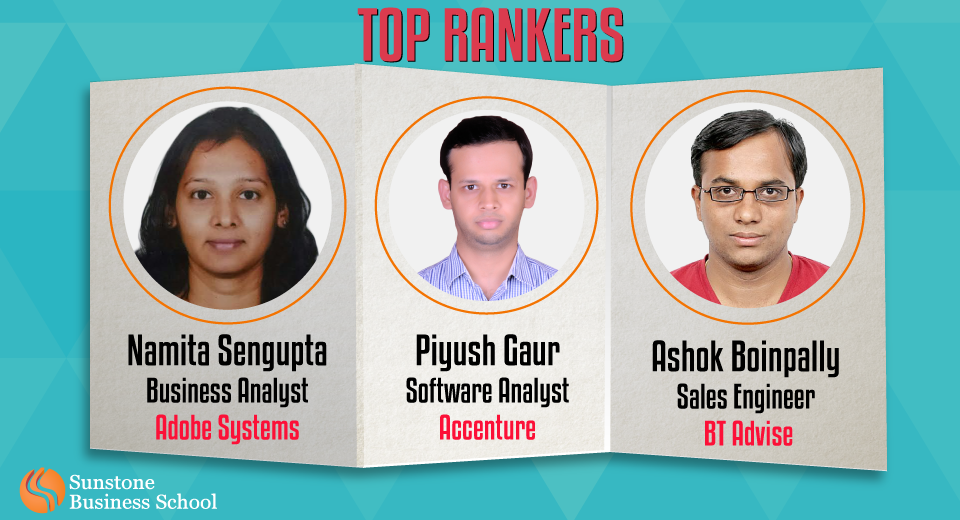 TOP RANKERS
Namita Sengupta
Business Analyst
Adobe Systems
Piyush Gaur
Software Analyst
Accenture
Ashok Boinpally
Sales Engineer
BT Advise
Sunstone
Business School